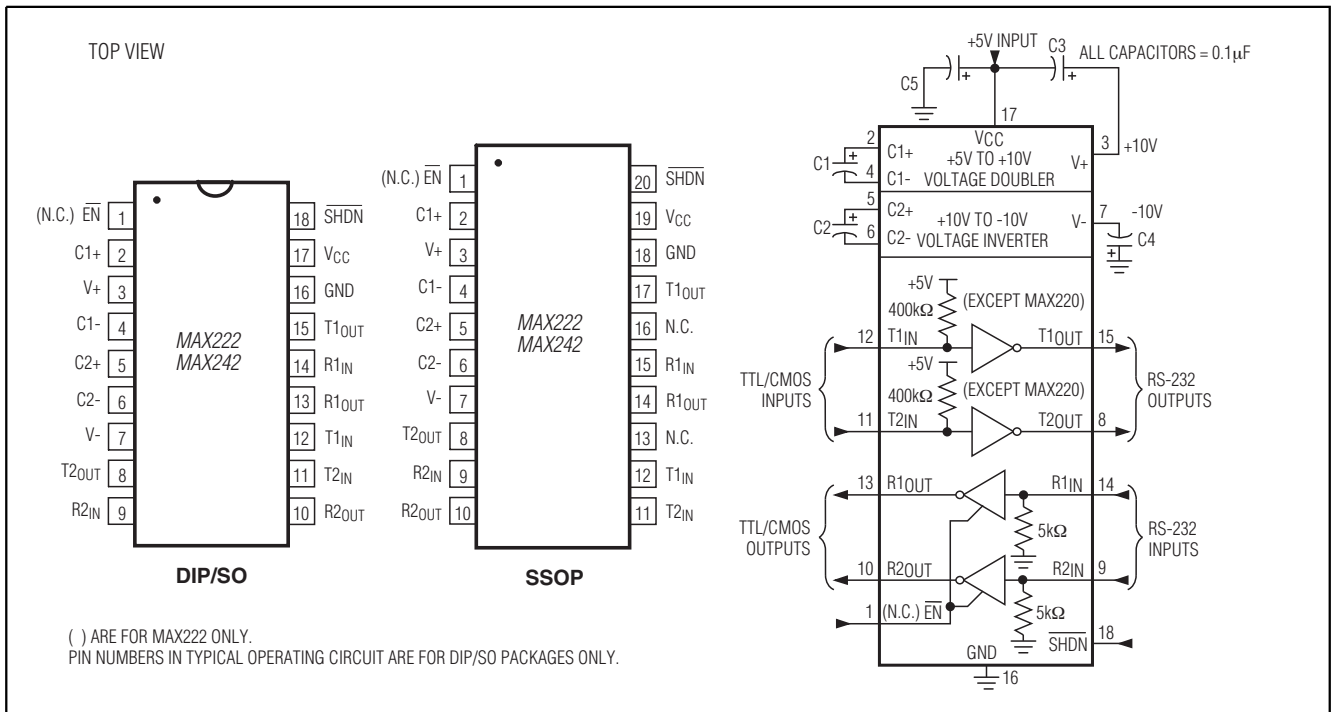 TOP VIEW
(N.C.) EN 1
C1+ 2
V+ 3
C1- 4
C2+ 5
C2- 6
V- 7
T2OUT 8
R2IN 9
18 SHDN
17 VCC
16 GND
15 T1OUT
14 R1IN
13 R1OUT
12 T1IN
11 T2IN
10 R2OUT
MAX222
MAX242
DIP/SO
(N.C.) EN 1
C1+ 2
V+ 3
C1- 4
C2+ 5
C2- 6
V- 7
T2OUT 8
R2IN 9
R2OUT 10
20 SHDN
19 VCC
18 GND
17 T1OUT
16 N.C.
15 R1IN
14 R1OUT
13 N.C.
12 T1IN
11 T2IN
MAX222
MAX242
SSOP
( ) ARE FOR MAX222 ONLY.
PIN NUMBERS IN TYPICAL OPERATING CIRCUIT ARE FOR DIP/SO PACKAGES ONLY.
+5V INPUT C3 ALL CAPACITORS = 0.1μF
C5 + +
17
VCC
2 C1+ +5V TO +10V V+ 3 +10V
C1 +
4 C1- VOLTAGE DOUBLER
5 C2+ +10V TO -10V V- 7 -10V
C2 +
6 C2- VOLTAGE INVERTER C4
+
+5V
400kΩ (EXCEPT MAX220)
12 T1IN T1OUT 15
+5V
TTL/CMOS
INPUTS
400kΩ (EXCEPT MAX220)
RS-232
OUTPUTS
11 T2IN T2OUT 8
13 R1OUT R1IN 14
TTL/CMOS
OUTPUTS
5kΩ
RS-232
INPUTS
10 R2OUT R2IN 9
1 (N.C.) EN 5kΩ
SHDN 18
GND
16